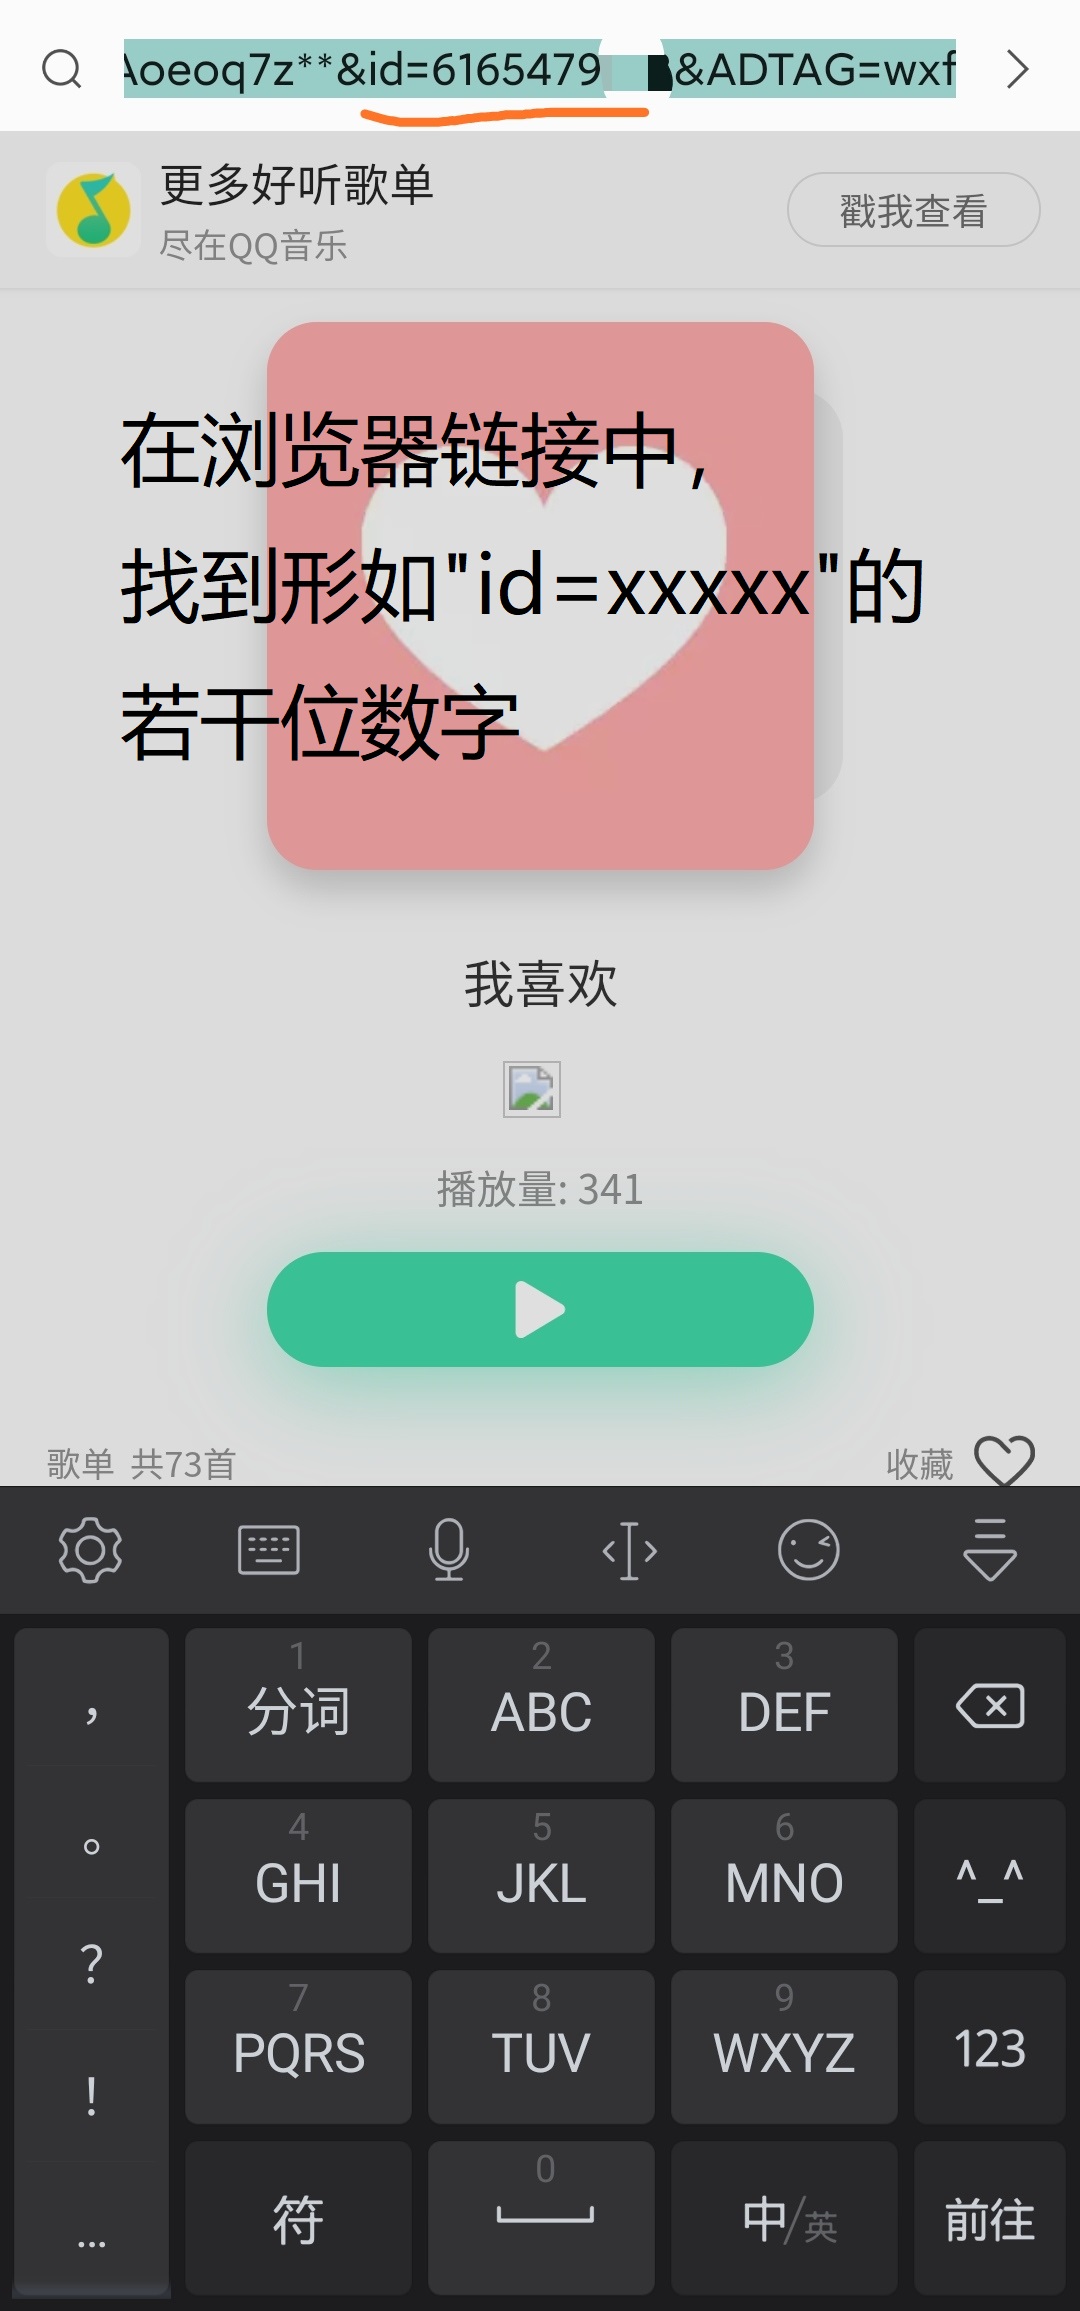 Aoeoq7z**&id=6165479
&ADTAG=wxf
更多好听歌单
尽在QQ音乐
戳我查看
在浏览器链接中，
找到形如"id=xxxxx"的
若干位数字
我喜欢
播放量: 341
歌单 共73首
收藏
，
。
？
！
...
1
分词
2
ABC
3
DEF
4
GHI
5
JKL
6
MNO
^_^
7
PQRS
8
TUV
9
WXYZ
123
符
0
中/英
前往